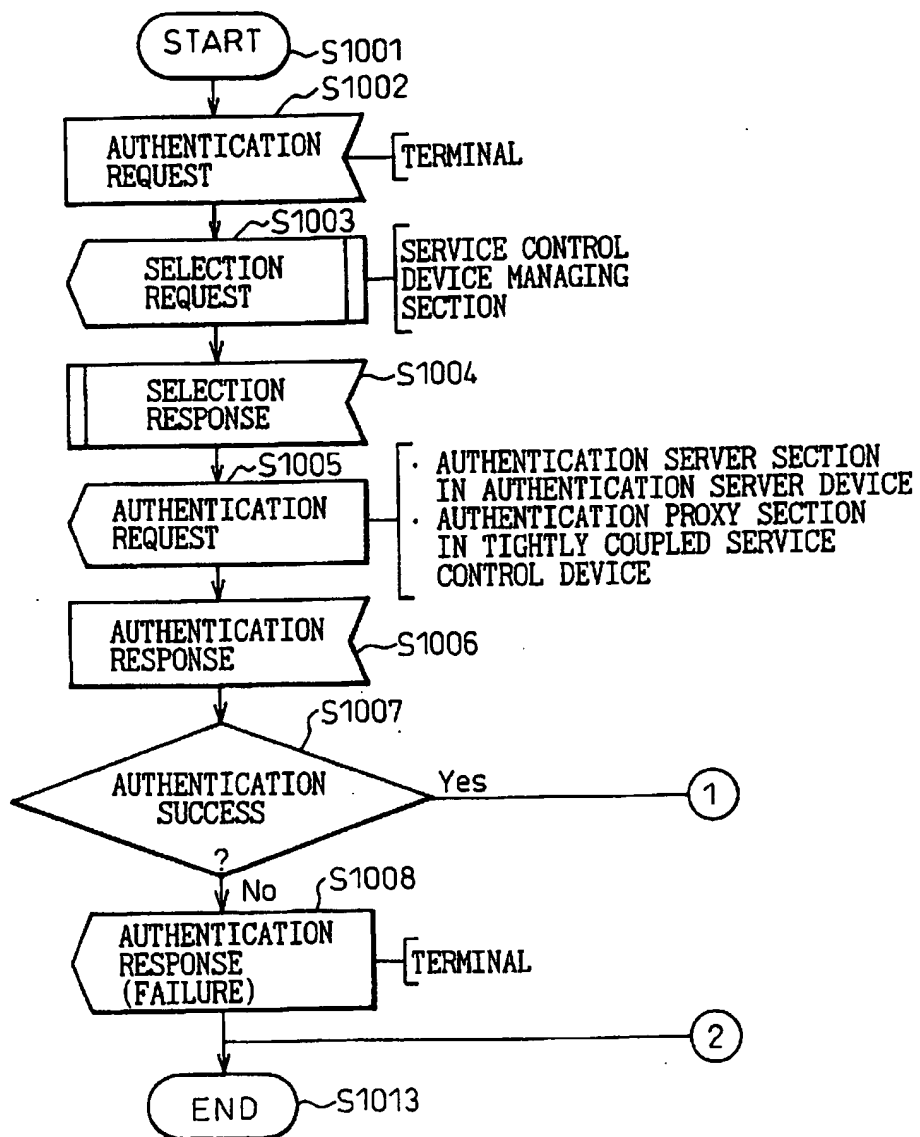 START
S1001
S1002
AUTHENTICATION
REQUEST
TERMINAL
S1003
SELECTION
REQUEST
SERVICE CONTROL
DEVICE MANAGING
SECTION
SELECTION
RESPONSE
S1004
S1005
AUTHENTICATION
REQUEST
· AUTHENTICATION SERVER SECTION
IN AUTHENTICATION SERVER DEVICE
· AUTHENTICATION PROXY SECTION
IN TIGHTLY COUPLED SERVICE
CONTROL DEVICE
AUTHENTICATION
RESPONSE
S1006
S1007
AUTHENTICATION
SUCCESS
?
Yes
1
No
S1008
AUTHENTICATION
RESPONSE
(FAILURE)
TERMINAL
2
END
S1013